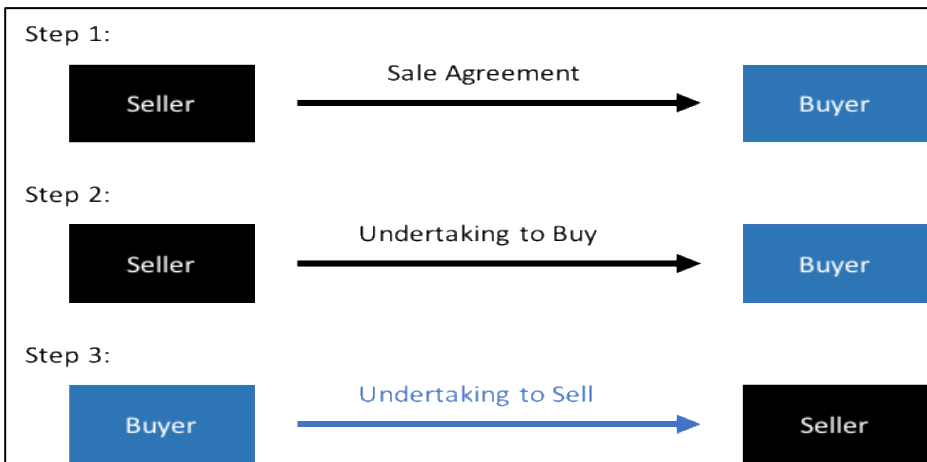 Step 1:
Sale Agreement
Seller
Buyer
Step 2:
Undertaking to Buy
Seller
Buyer
Step 3:
Undertaking to Sell
Buyer
Seller